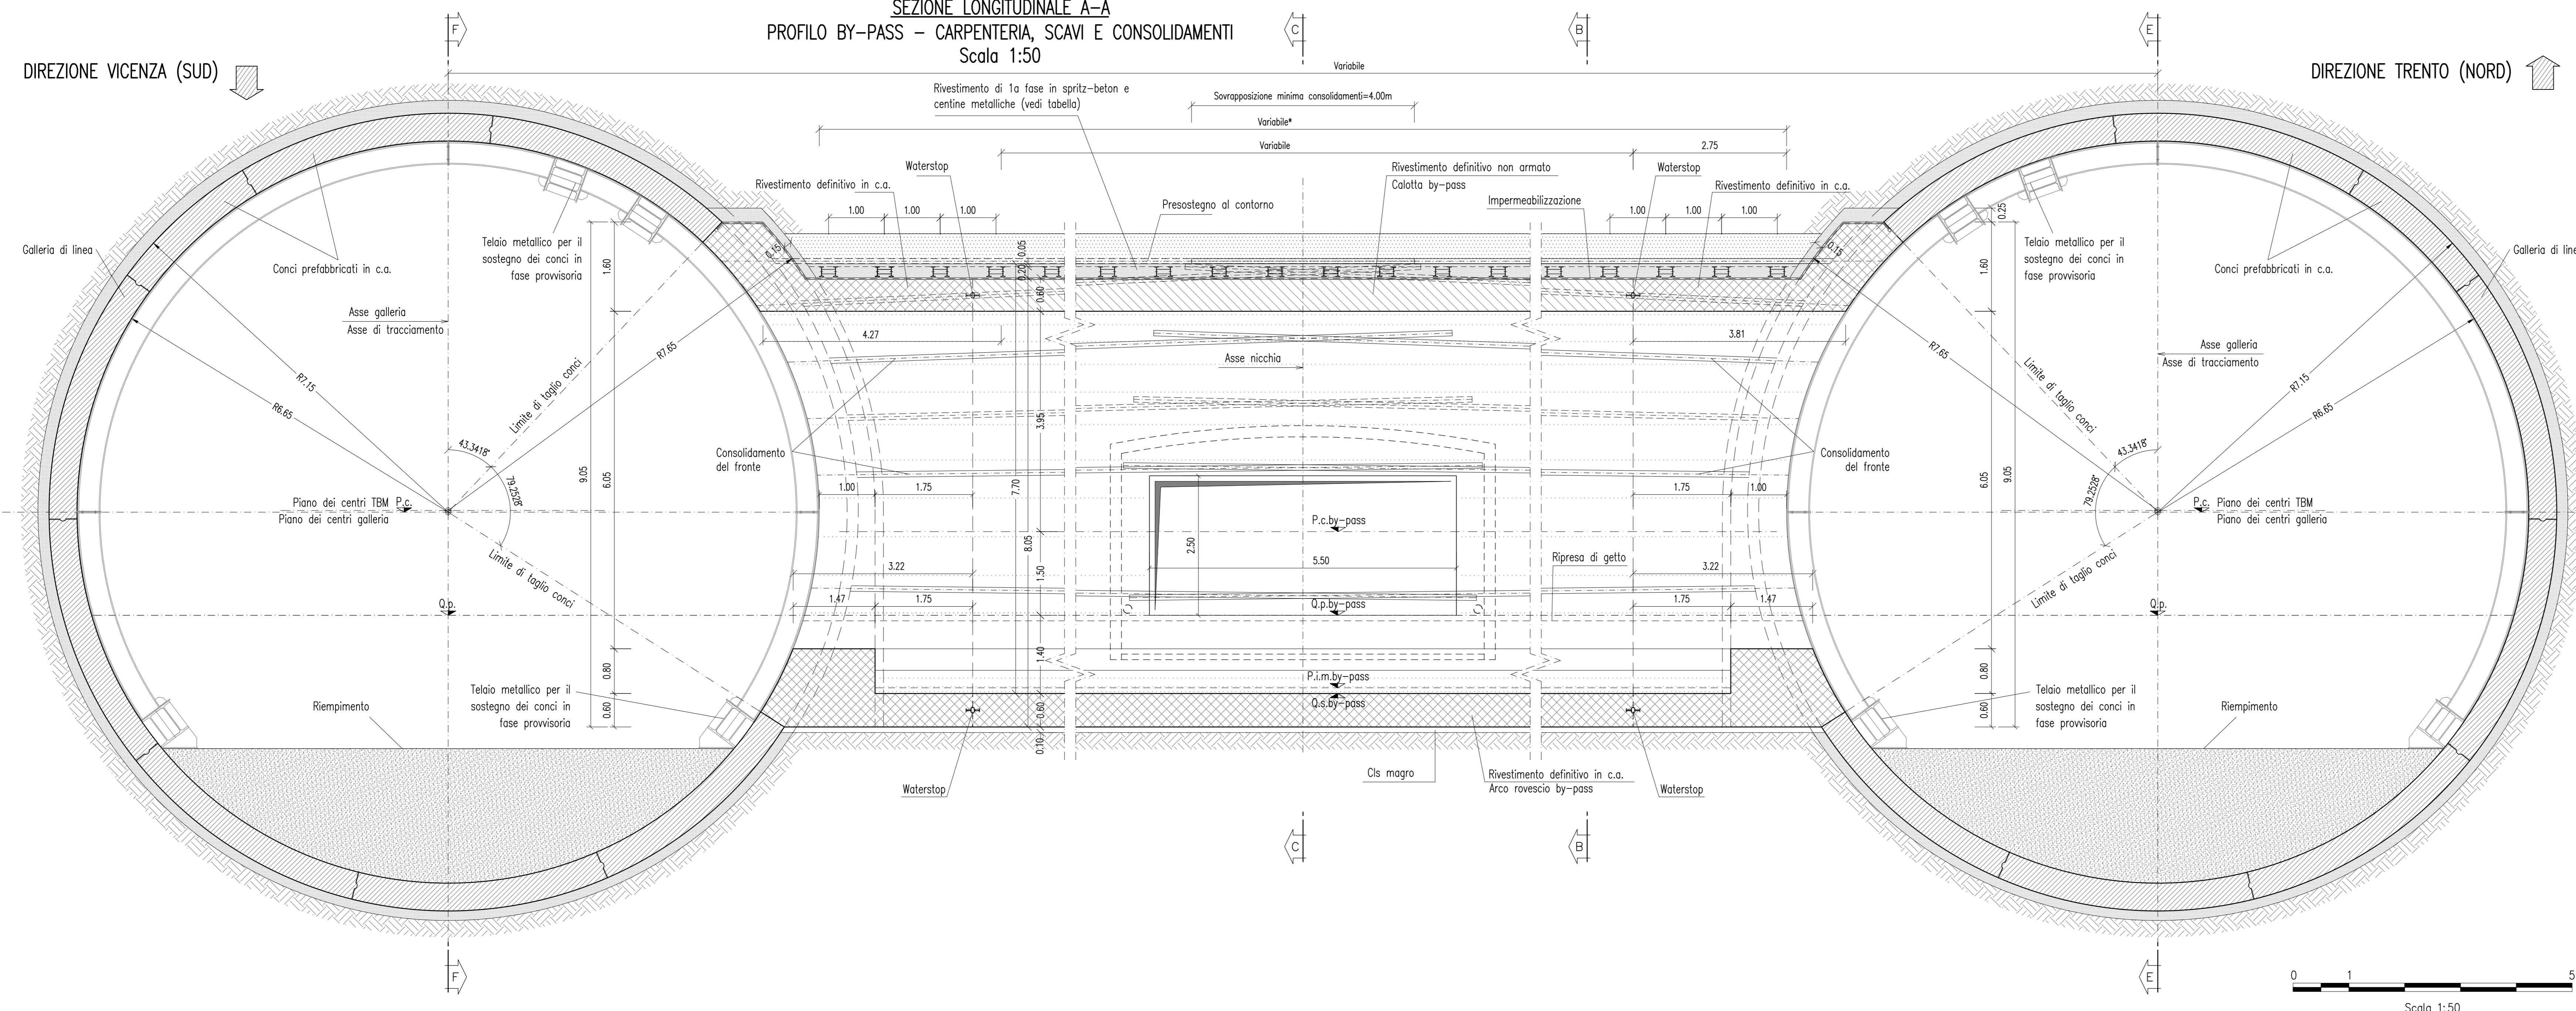 SEZIONE LONGITUDINALE A-A
PROFILO BY-PASS – CARPENTERIA, SCAVI E CONSOLIDAMENTI
Scala 1:50
DIREZIONE VICENZA (SUD)
DIREZIONE TRENTO (NORD)
F
C
B
E
Variabile
Rivestimento di 1a fase in spritz-beton e
centine metalliche (vedi tabella)
Sovrapposizione minima consolidamenti=4.00m
Variabile*
Variabile
2.75
Waterstop
Rivestimento definitivo in c.a.
Rivestimento definitivo non armato
Calotta by-pass
Waterstop
Rivestimento definitivo in c.a.
Presostegno al contorno
Impermeabilizzazione
1.00
1.00
1.00
1.00
1.00
1.00
Galleria di linea
Conci prefabbricati in c.a.
Telaio metallico per il
sostegno dei conci in
fase provvisoria
1.60
0.15
0.05
0.20
0.60
0.15
0.25
1.60
Telaio metallico per il
sostegno dei conci in
fase provvisoria
Conci prefabbricati in c.a.
Asse galleria
Asse di tracciamento
R7.15
R6.65
R7.65
Limite di taglio conci
4.27
Asse nicchia
3.81
R7.65
Limite di taglio conci
Asse galleria
Asse di tracciamento
R7.15
R6.65
43.3418°
79.2528°
9.05
6.05
Consolidamento
del fronte
3.95
7.70
8.05
Consolidamento
del fronte
6.05
9.05
43.3418°
79.2528°
1.00
1.75
1.75
1.00
Piano dei centri TBM
P.c.
Piano dei centri galleria
P.c.by-pass
P.c.
Piano dei centri TBM
Piano dei centri galleria
Limite di taglio conci
2.50
5.50
3.22
1.50
Ripresa di getto
3.22
Limite di taglio conci
Q.p.
1.47
1.75
Q.p.by-pass
1.75
1.47
Q.p.
0.80
1.40
0.80
P.i.m.by-pass
Q.s.by-pass
Riempimento
Telaio metallico per il
sostegno dei conci in
fase provvisoria
0.60
0.60
0.10
0.60
Telaio metallico per il
sostegno dei conci in
fase provvisoria
Riempimento
Waterstop
Cls magro
Rivestimento definitivo in c.a.
Arco rovescio by-pass
Waterstop
C
B
F
E
0
1
5
Scala 1:50